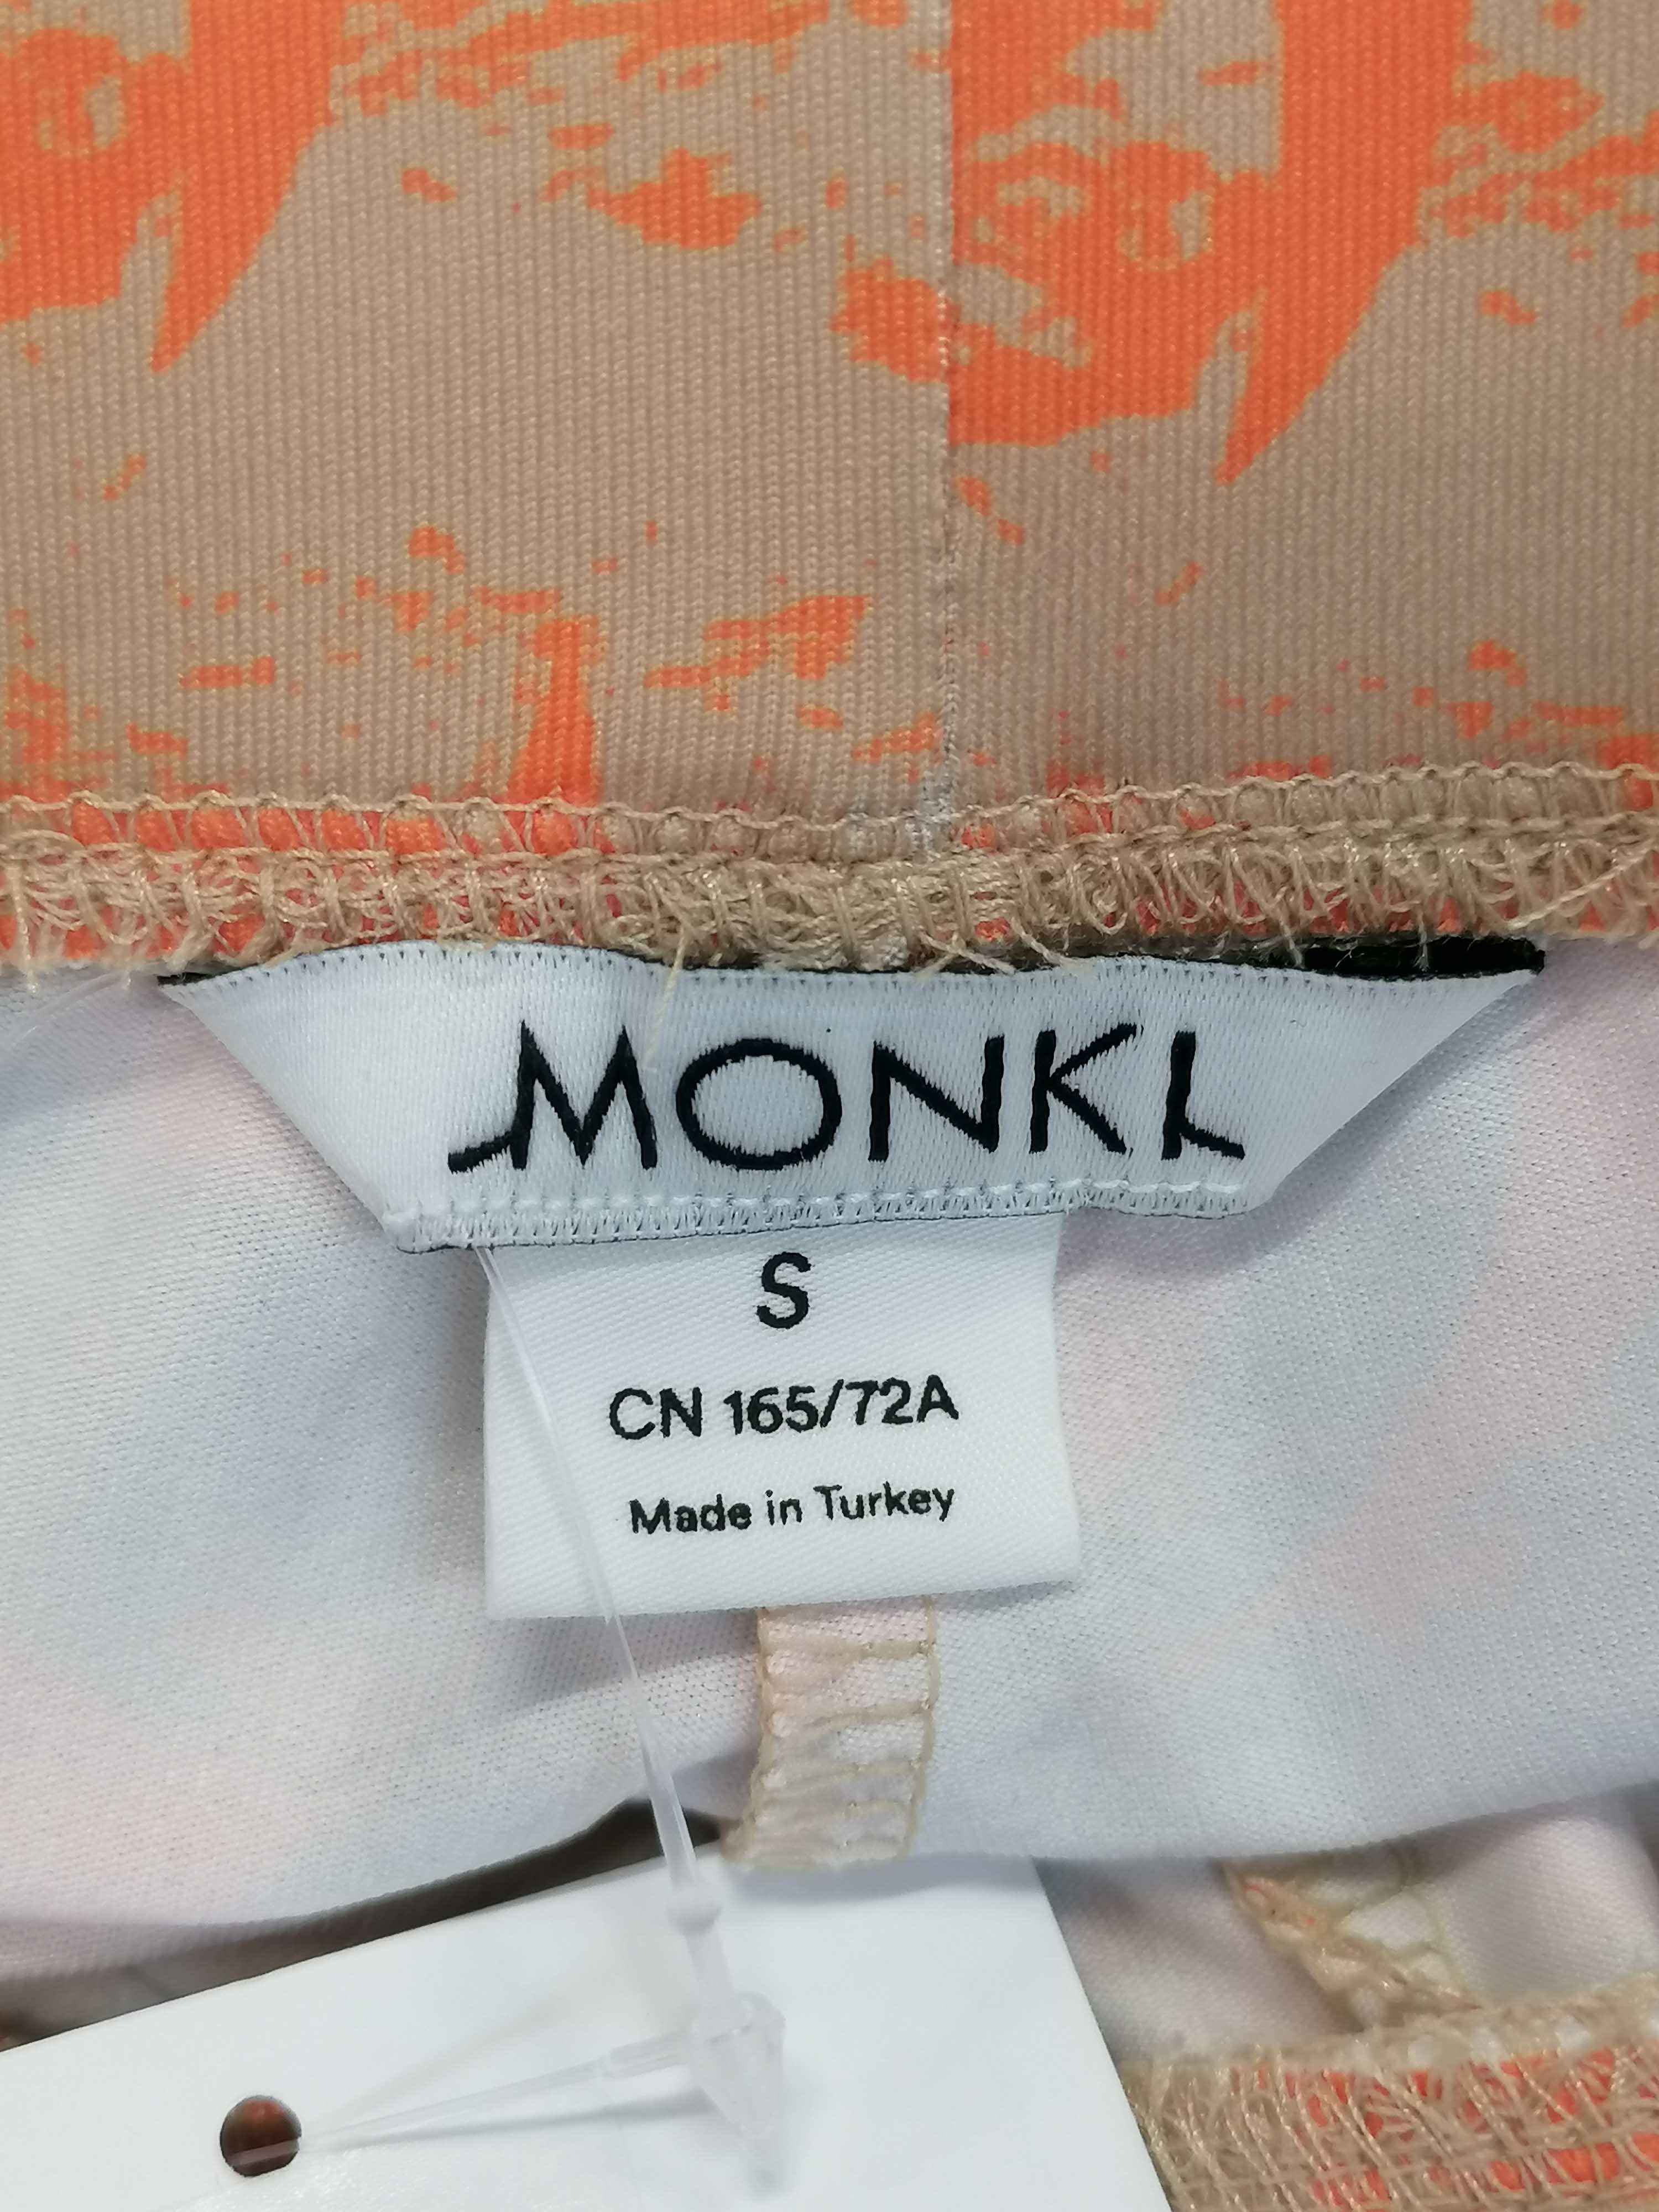 MONKI
S
CN 165/72A
Made in Turkey